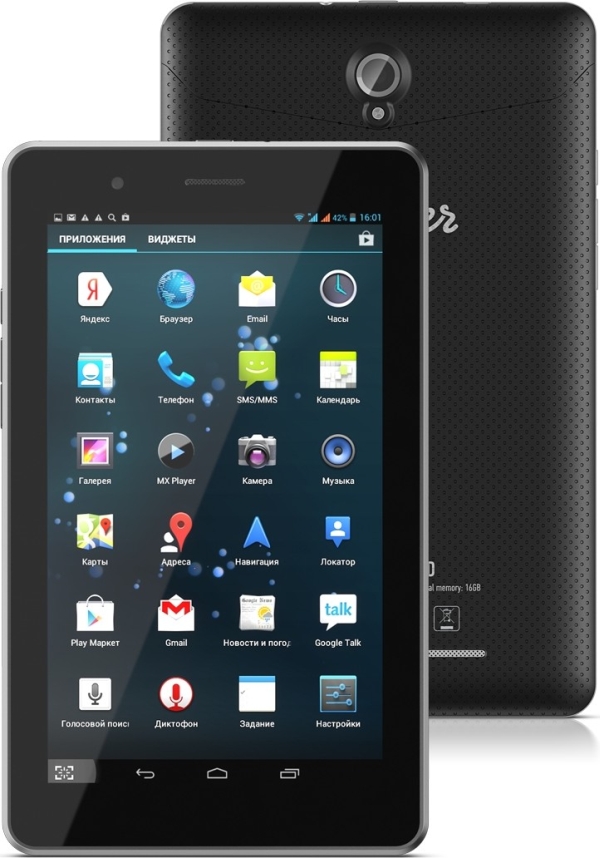 42% 16:01
ПРИЛОЖЕНИЯ ВИДЖЕТЫ
Я
Яндекс Браузер Email Часы
Контакты Телефон SMS/MMS Календарь
Галерея MX Player Камера Музыка
Карты Адреса Навигация Локатор
talk
Play Маркет Gmail Новости и погод Google Talk
Голосовой поиск Диктофон Задание Настройки
er
al memory: 16GB